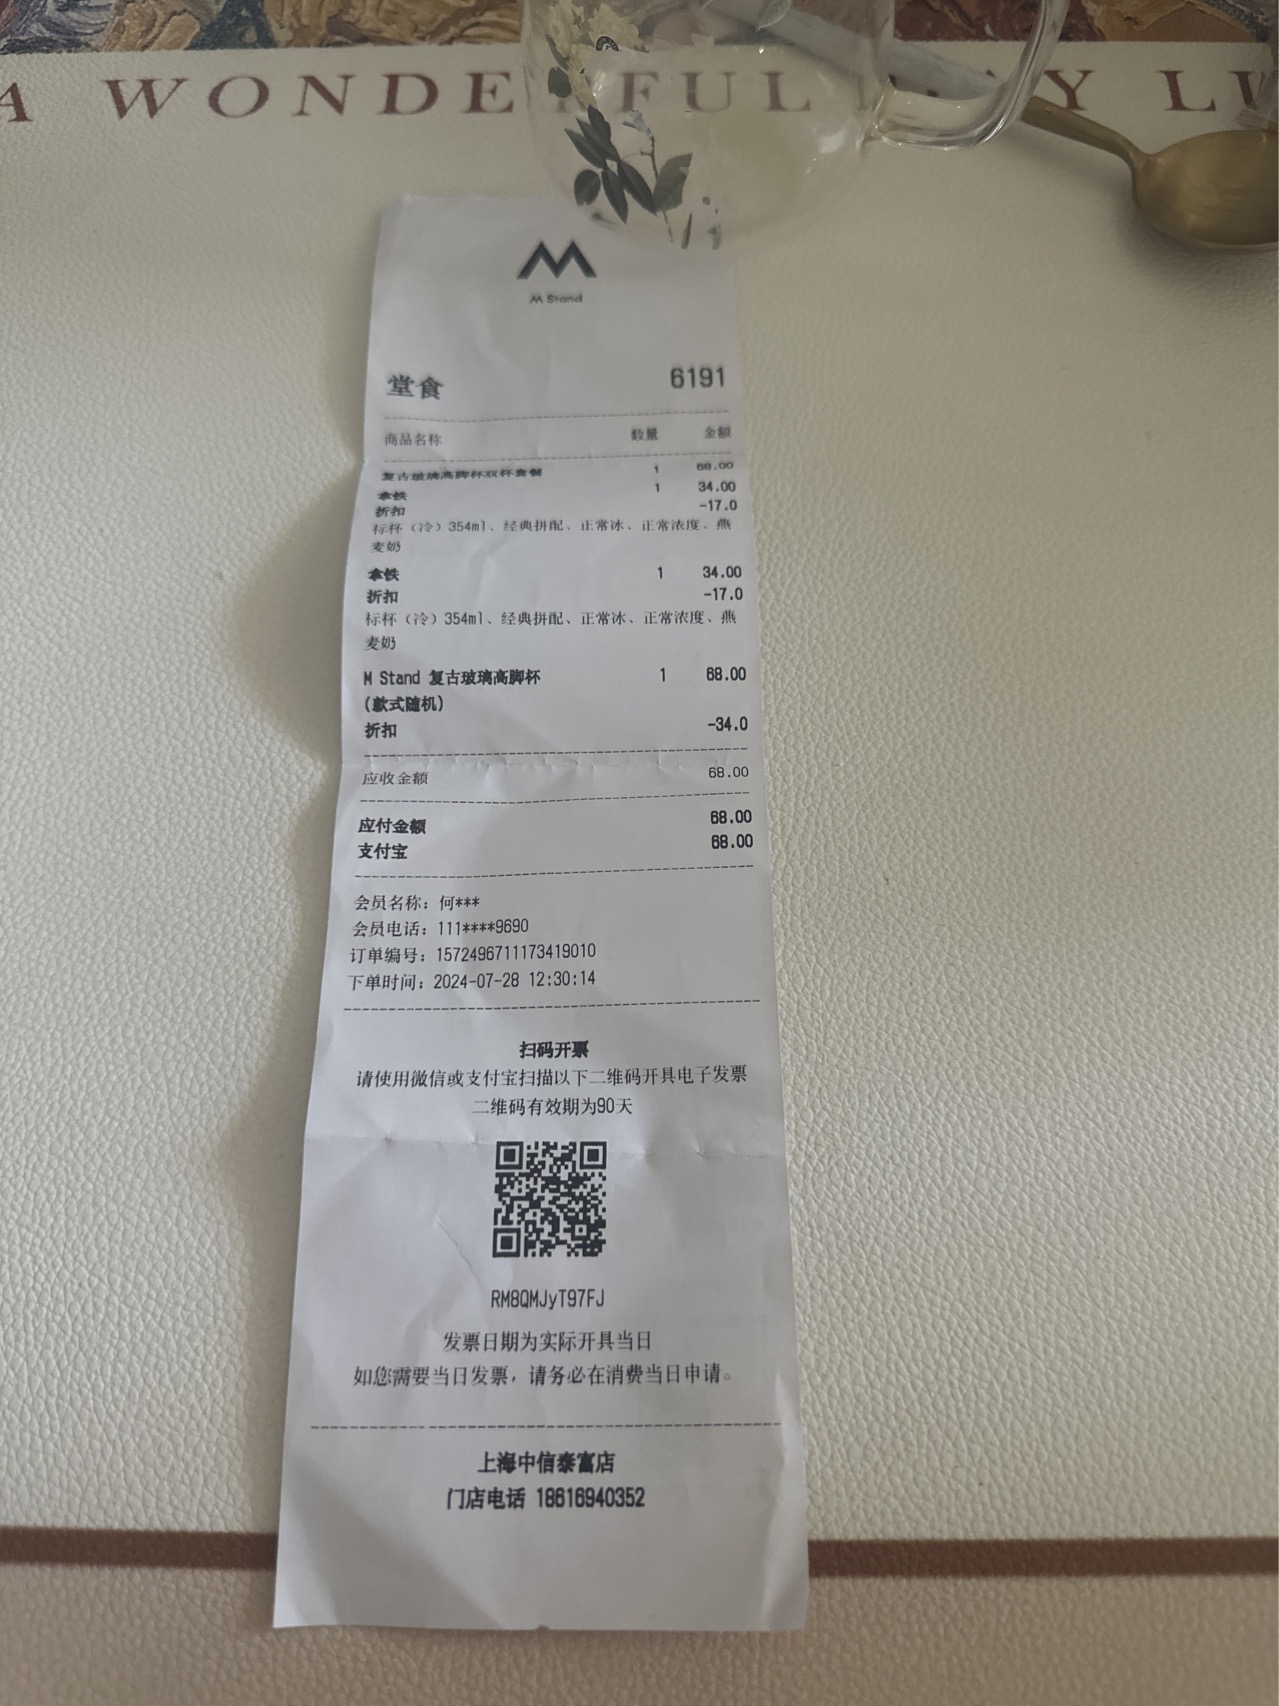 A WONDE FUL Y L
M Stand
堂食 6191
商品名称 数量 金额
复古玻璃高脚杯双杯套餐 1 68.00
拿铁 1 34.00
折扣 -17.0
标杯（冷）354ml、经典拼配、正常冰、正常浓度、燕
麦奶
拿铁 1 34.00
折扣 -17.0
标杯（冷）354ml、经典拼配、正常冰、正常浓度、燕
麦奶
M Stand 复古玻璃高脚杯 1 68.00
(款式随机)
折扣 -34.0
应收金额 68.00
应付金额 68.00
支付宝 68.00
会员名称：何***
会员电话：111****9690
订单编号：1572496711173419010
下单时间：2024-07-28 12:30:14
扫码开票
请使用微信或支付宝扫描以下二维码开具电子发票
二维码有效期为90天
RM8QMJyT97FJ
发票日期为实际开具当日
如您需要当日发票，请务必在消费当日申请。
上海中信泰富店
门店电话 18616940352